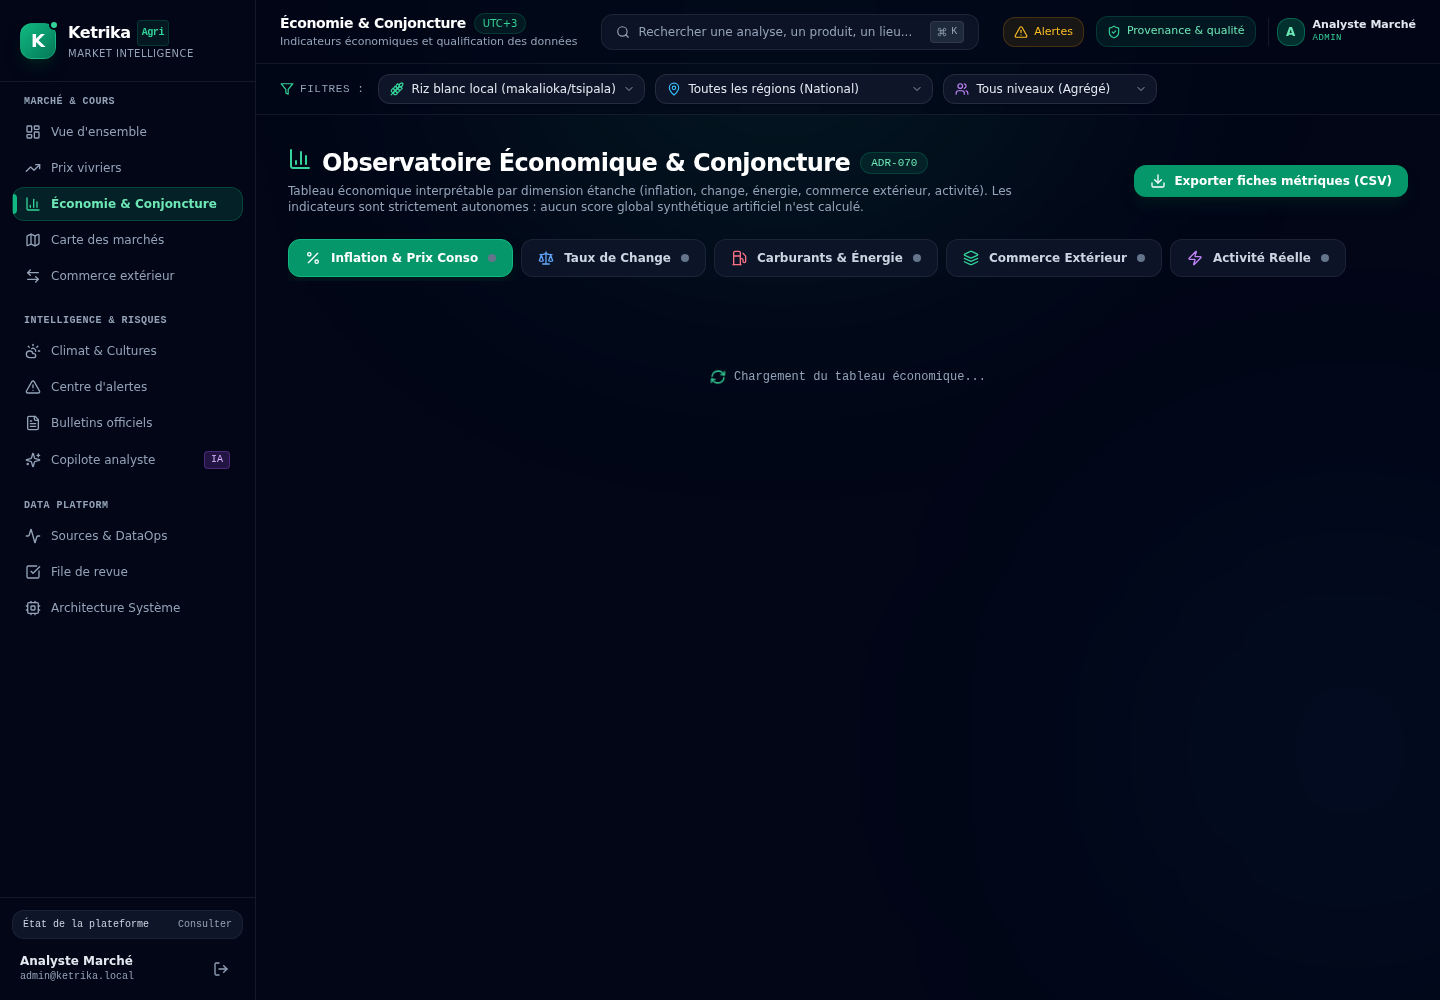 K
Ketrika Agri
MARKET INTELLIGENCE
MARCHÉ & COURS
Vue d'ensemble
Prix vivriers
Économie & Conjoncture
Carte des marchés
Commerce extérieur
INTELLIGENCE & RISQUES
Climat & Cultures
Centre d'alertes
Bulletins officiels
Copilote analyste IA
DATA PLATFORM
Sources & DataOps
File de revue
Architecture Système
État de la plateforme Consulter
Analyste Marché
admin@ketrika.local
Économie & Conjoncture UTC+3
Indicateurs économiques et qualification des données
Rechercher une analyse, un produit, un lieu... ⌘ K
Alertes
Provenance & qualité
A
Analyste Marché
ADMIN
FILTRES :
Riz blanc local (makalioka/tsipala)
Toutes les régions (National)
Tous niveaux (Agrégé)
Observatoire Économique & Conjoncture ADR-070
Tableau économique interprétable par dimension étanche (inflation, change, énergie, commerce extérieur, activité). Les
indicateurs sont strictement autonomes : aucun score global synthétique artificiel n'est calculé.
Exporter fiches métriques (CSV)
Inflation & Prix Conso
Taux de Change
Carburants & Énergie
Commerce Extérieur
Activité Réelle
Chargement du tableau économique...